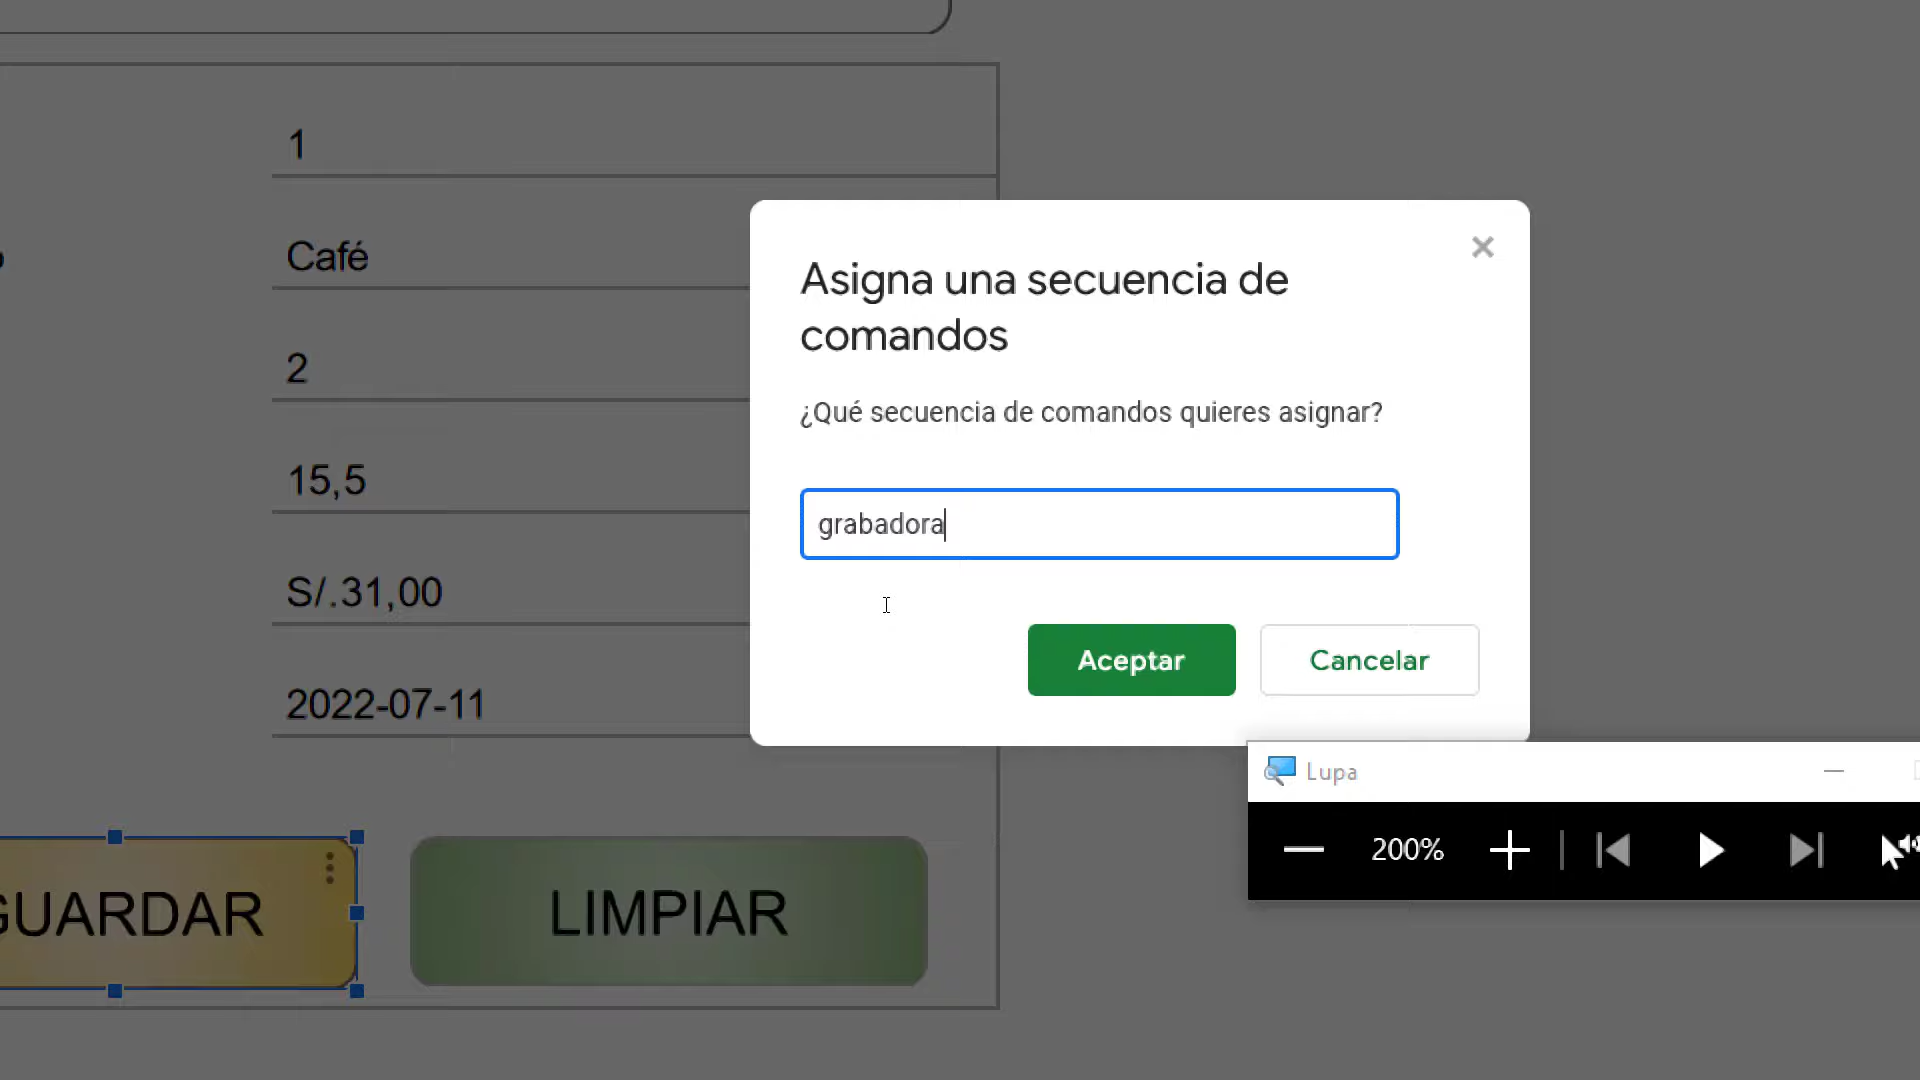 1
Café
2
15,5
S/.31,00
2022-07-11
GUARDAR
LIMPIAR
Asigna una secuencia de
comandos
¿Qué secuencia de comandos quieres asignar?
grabadora
Aceptar
Cancelar
Lupa
200%